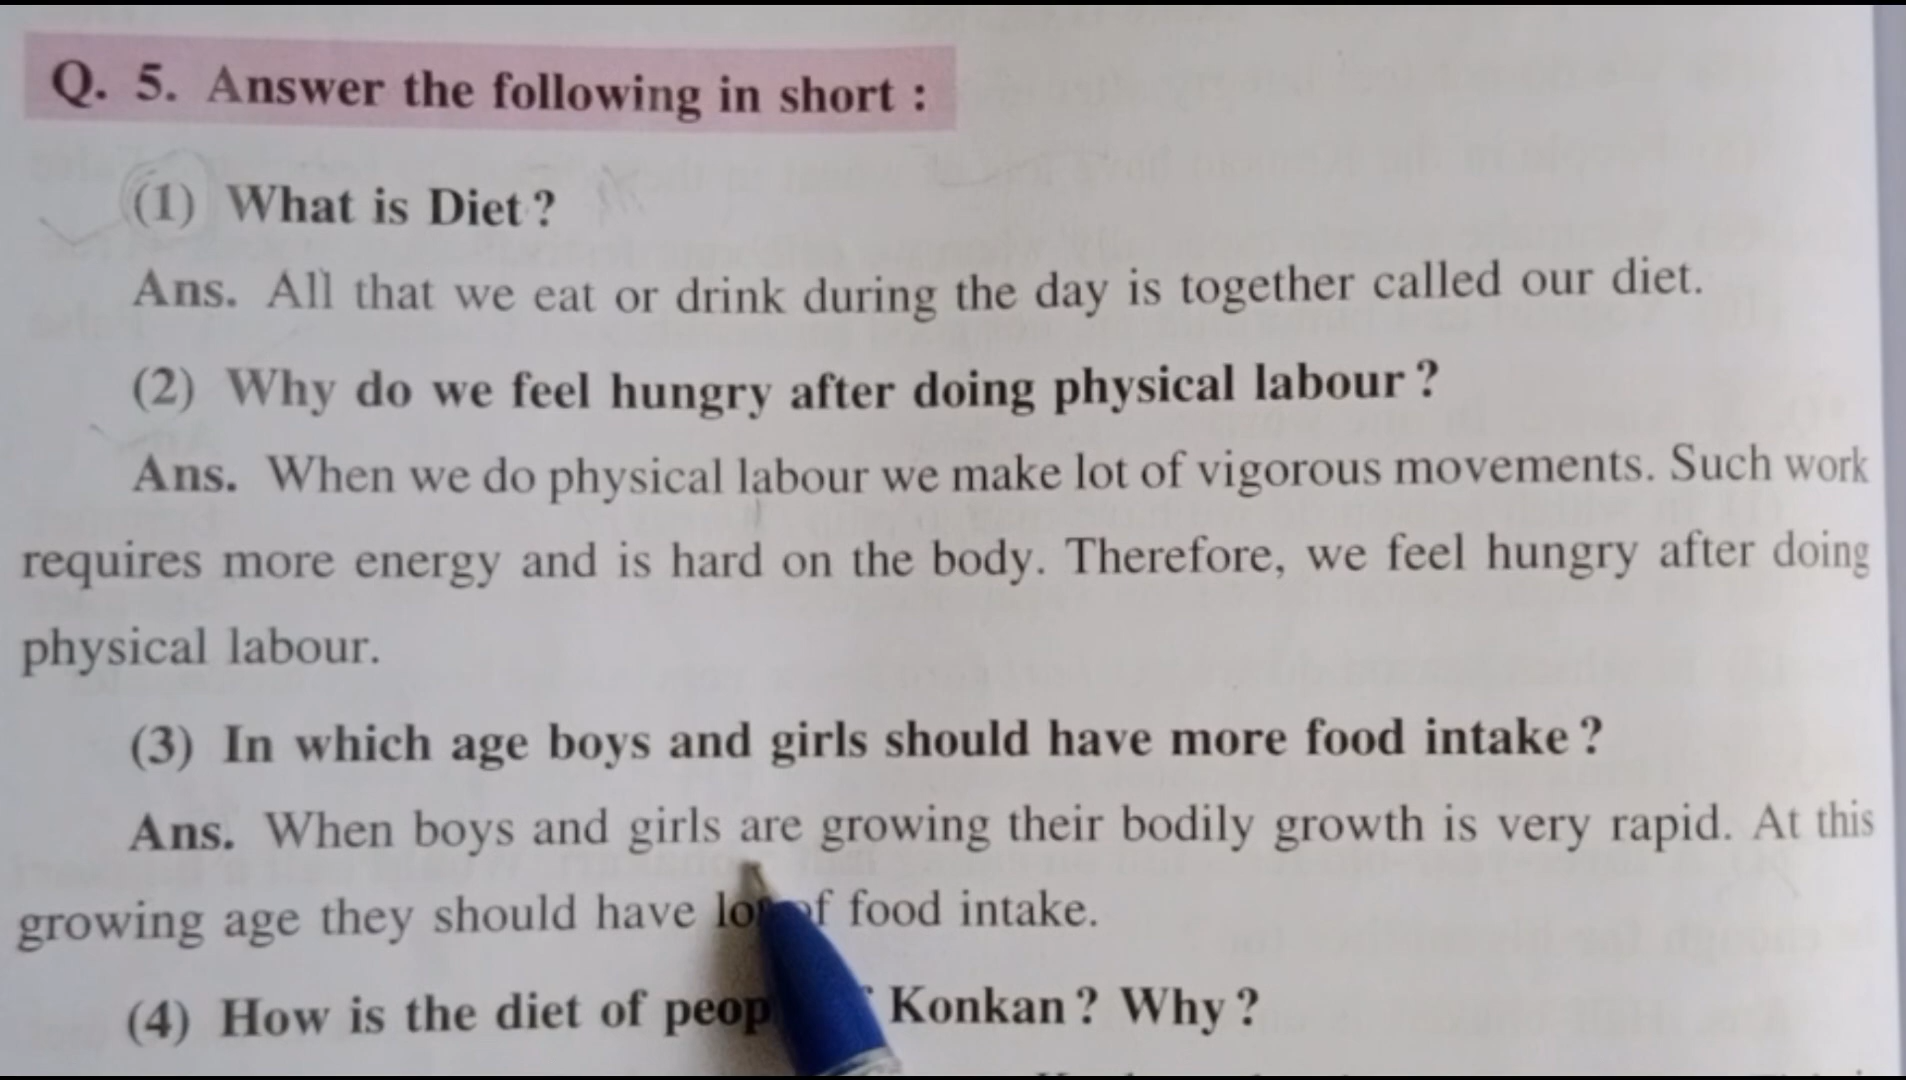 Q. 5. Answer the following in short :
(1) What is Diet ?
Ans. All that we eat or drink during the day is together called our diet.
(2) Why do we feel hungry after doing physical labour ?
Ans. When we do physical labour we make lot of vigorous movements. Such work
requires more energy and is hard on the body. Therefore, we feel hungry after doing
physical labour.
(3) In which age boys and girls should have more food intake ?
Ans. When boys and girls are growing their bodily growth is very rapid. At this
growing age they should have lot of food intake.
(4) How is the diet of Konkan ? Why ?